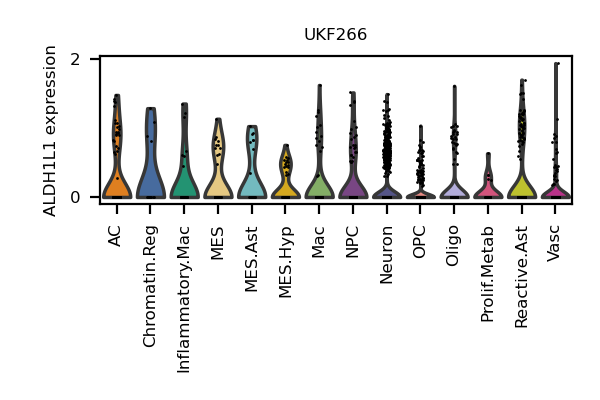 UKF266
ALDH1L1 expression
2
0
AC
Chromatin.Reg
Inflammatory.Mac
MES
MES.Ast
MES.Hyp
Mac
NPC
Neuron
OPC
Oligo
Prolif.Metab
Reactive.Ast
Vasc